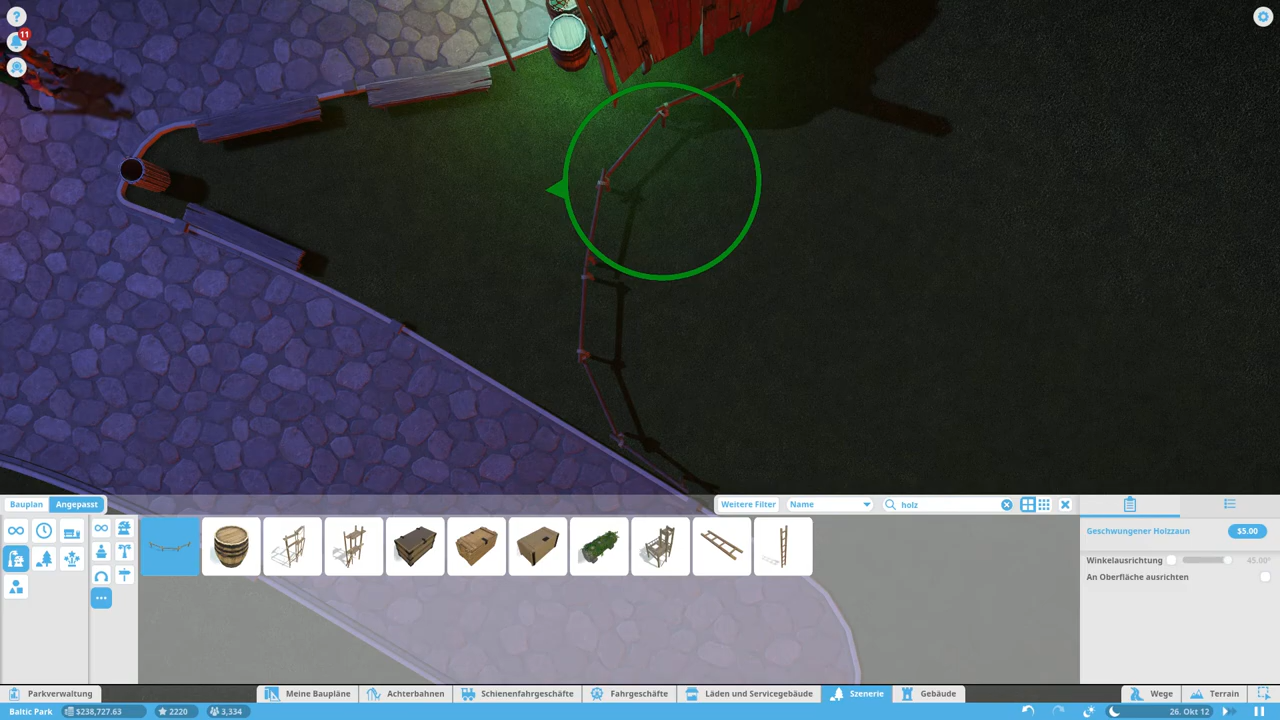 ?
11
Bauplan
Angepasst
Weitere Filter
Name
holz
Geschwungener Holzzaun
$5.00
Winkelausrichtung
45.00°
An Oberfläche ausrichten
Parkverwaltung
Meine Baupläne
Achterbahnen
Schienenfahrgeschäfte
Fahrgeschäfte
Läden und Servicegebäude
Szenerie
Gebäude
Wege
Terrain
Baltic Park
$238,727.63
2220
3,334
26. Okt 12